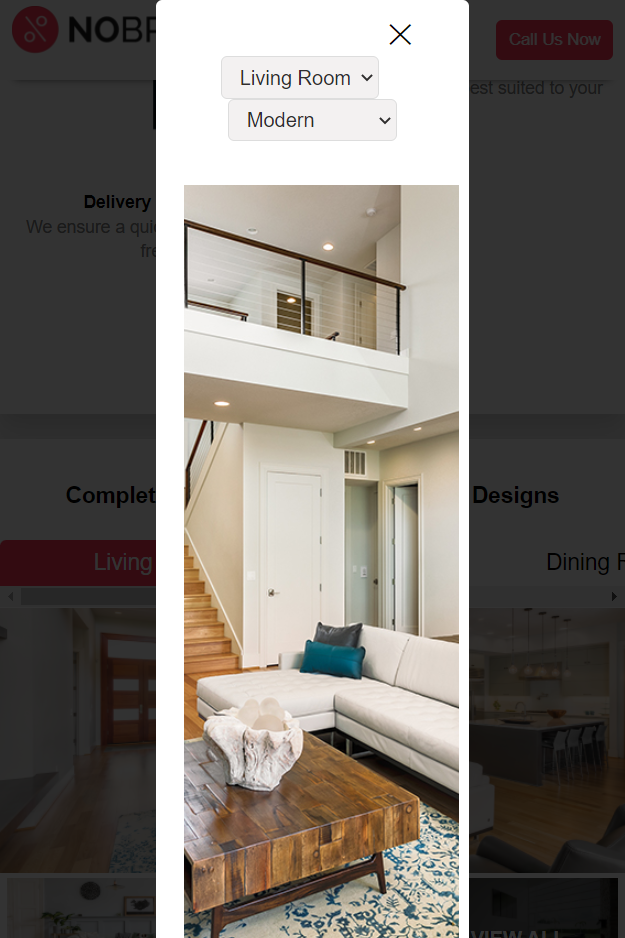 NOBR
Call Us Now
Living Room
Modern
est suited to your
Delivery
We ensure a quic
fre
Complet
Designs
Living
Dining R
VIEW ALL